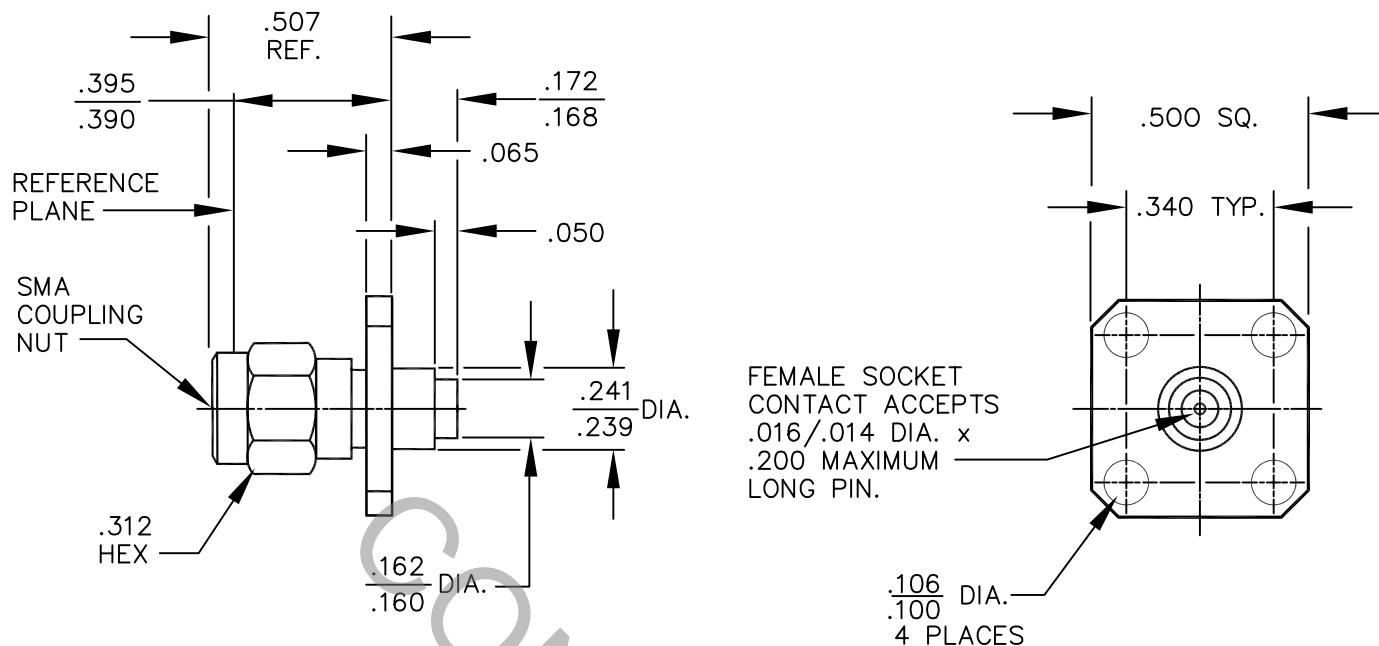 .507
REF.
.395
.390
.172
.168
.065
REFERENCE
PLANE
.050
SMA
COUPLING
NUT
.241
.239
DIA.
.312
HEX
.162
.160
DIA.
.500 SQ.
.340 TYP.
FEMALE SOCKET
CONTACT ACCEPTS
.016/.014 DIA. x
.200 MAXIMUM
LONG PIN.
.106
.100
DIA.
4 PLACES